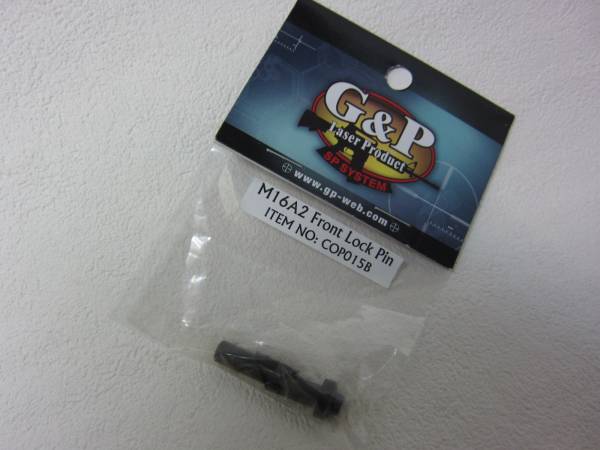 G&P
Laser Product
SP SYSTEM
www.gp-web.com
M16A2 Front Lock Pin
ITEM NO: COP015B